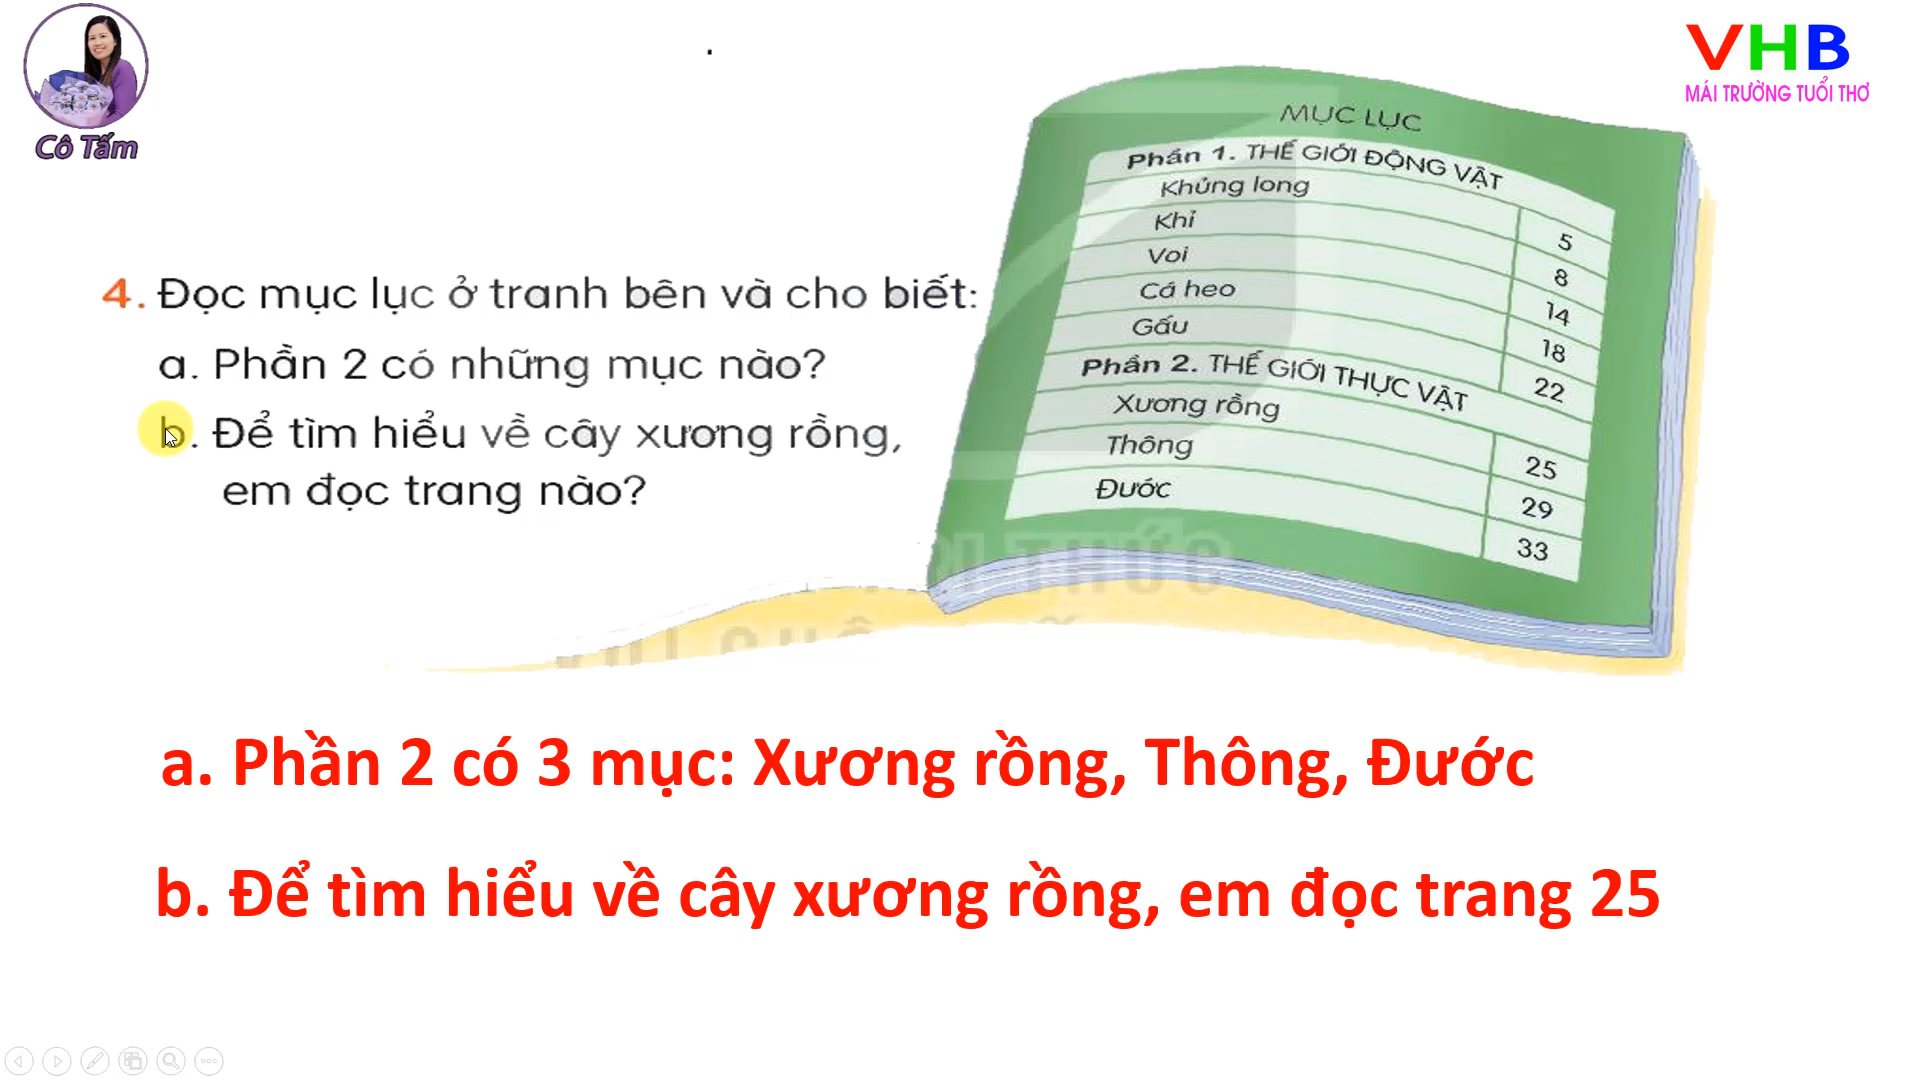 Cô Tấm
VHB
MÁI TRƯỜNG TUỔI THƠ
4. Đọc mục lục ở tranh bên và cho biết:
a. Phần 2 có những mục nào?
b. Để tìm hiểu về cây xương rồng,
em đọc trang nào?
MỤC LỤC
Phần 1. THẾ GIỚI ĐỘNG VẬT
Khủng long 5
Khỉ 8
Voi 14
Cá heo 18
Gấu 22
Phần 2. THẾ GIỚI THỰC VẬT
Xương rồng 25
Thông 29
Đước 33
a. Phần 2 có 3 mục: Xương rồng, Thông, Đước
b. Để tìm hiểu về cây xương rồng, em đọc trang 25